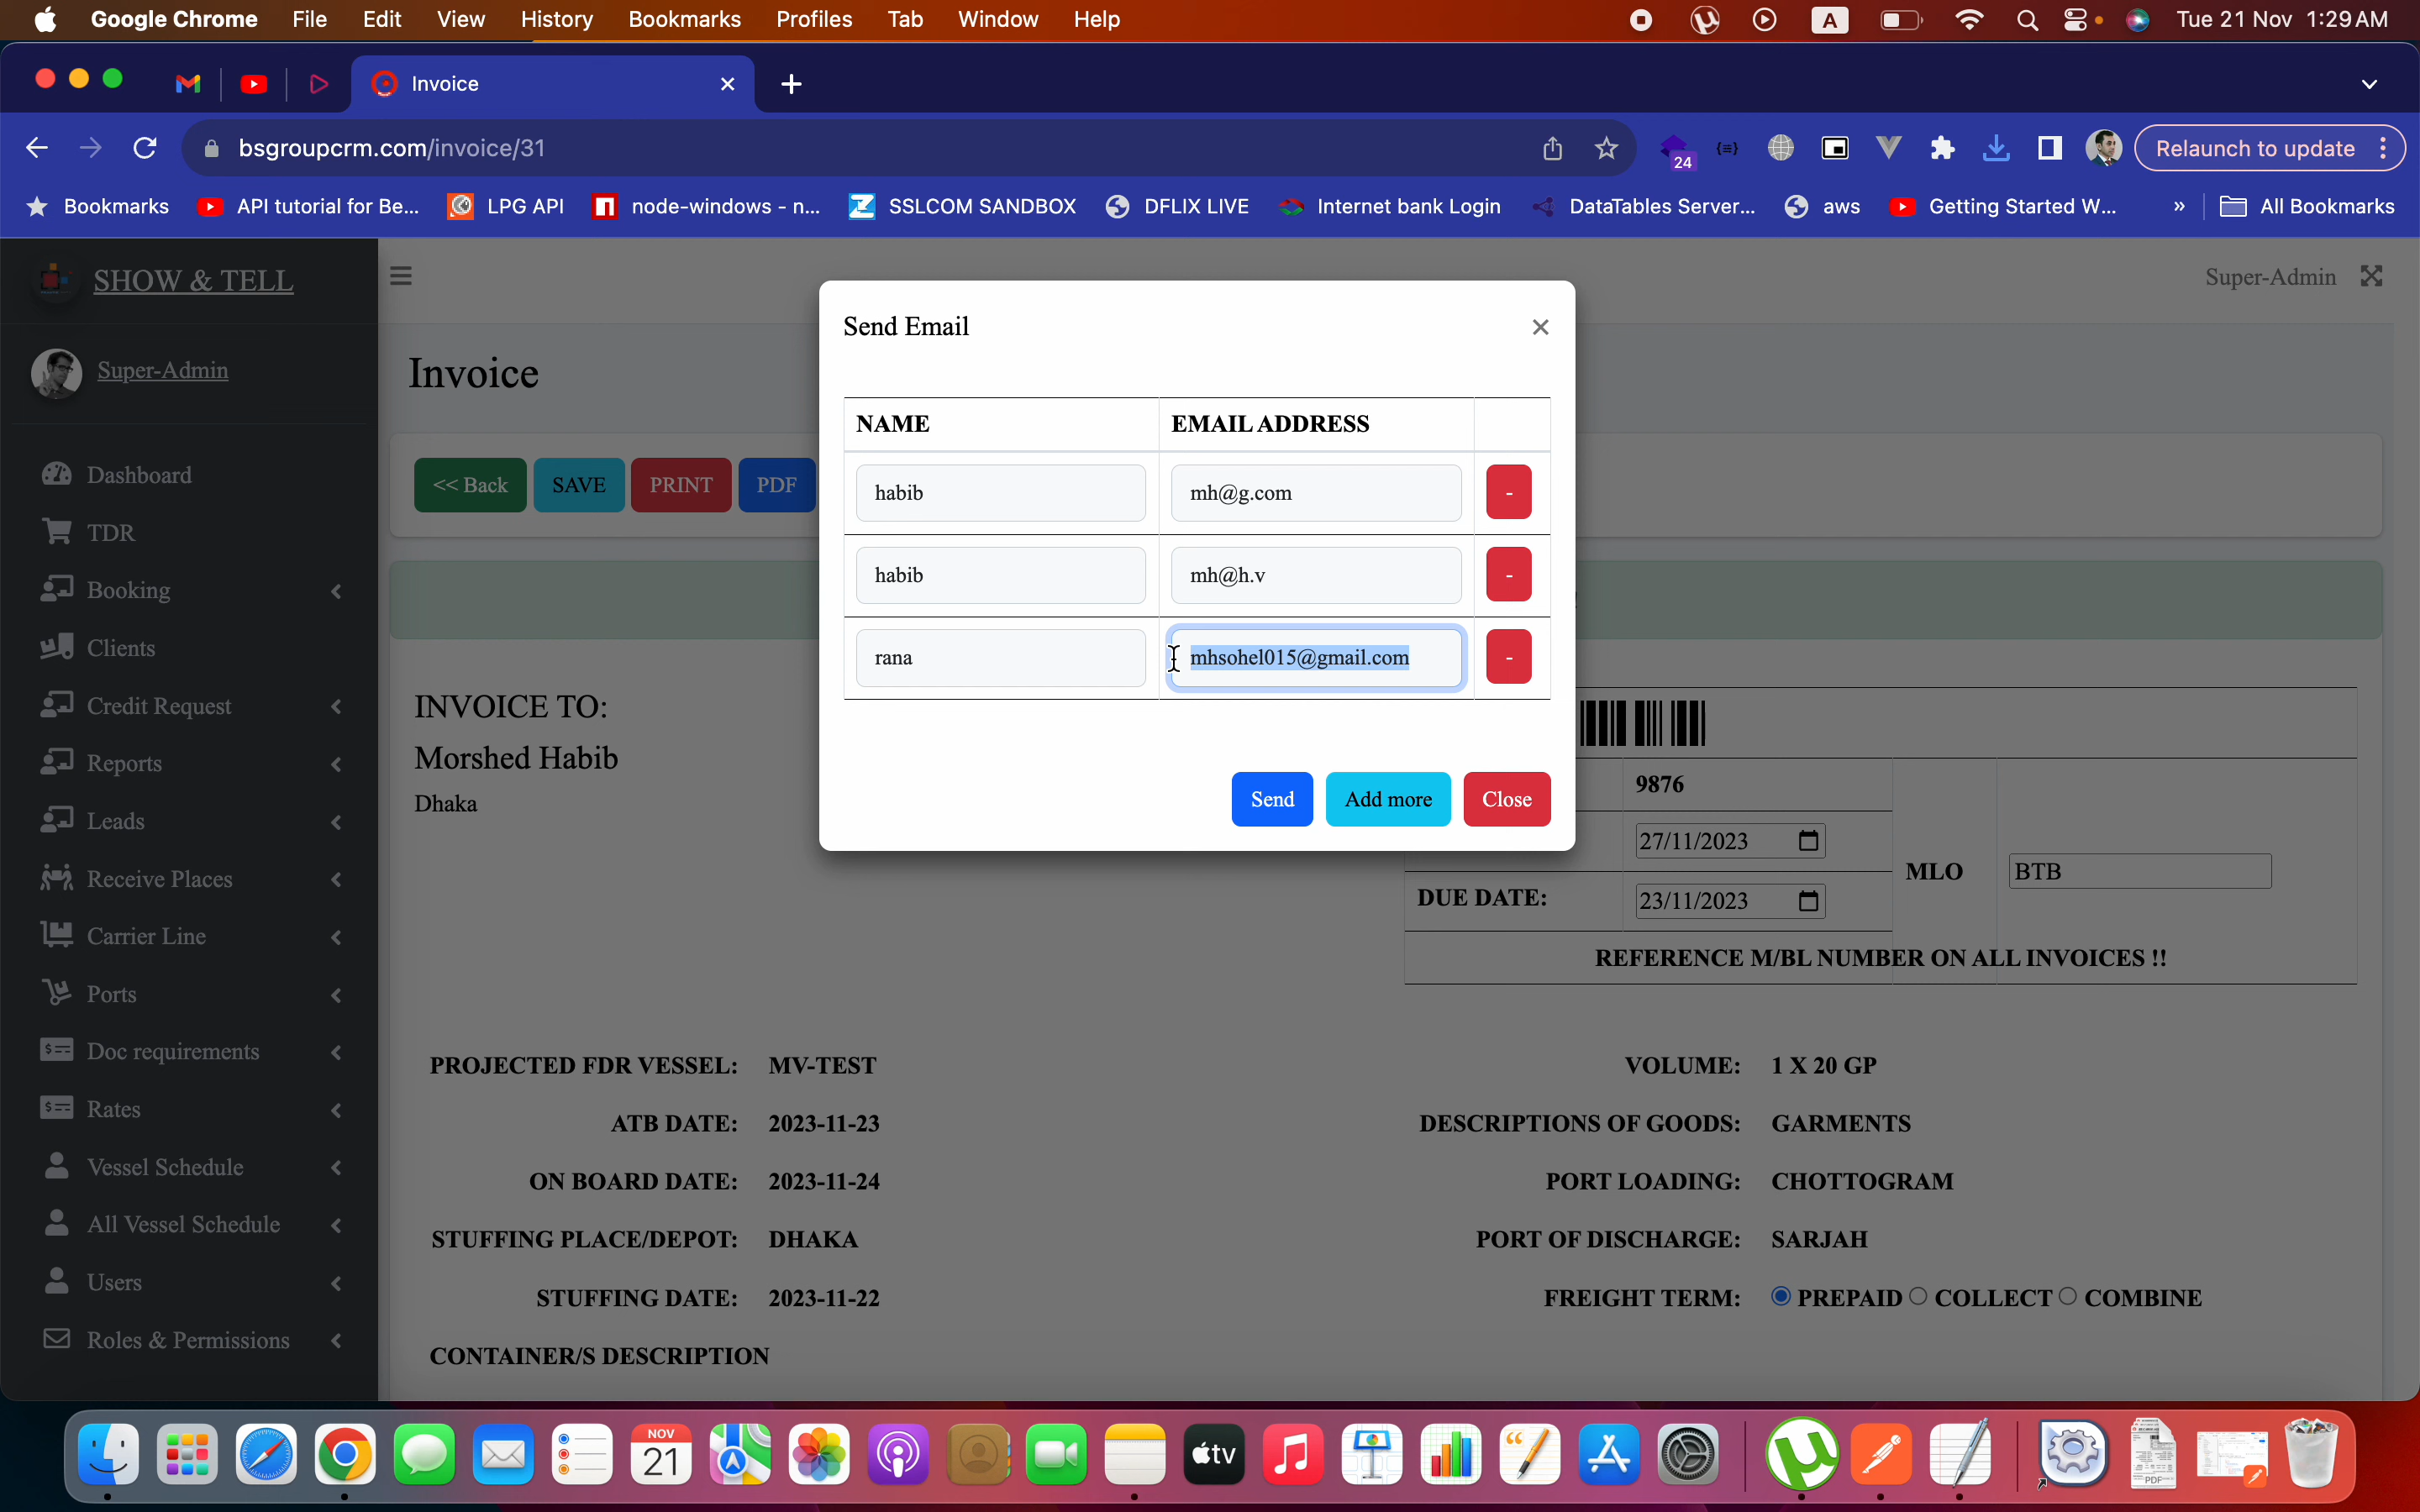 Google Chrome File Edit View History Bookmarks Profiles Tab Window Help A Tue 21 Nov 1:29 AM
Invoice
bsgroupcrm.com/invoice/31 24 Relaunch to update
Bookmarks API tutorial for Be... LPG API node-windows - n... SSLCOM SANDBOX DFLIX LIVE Internet bank Login DataTables Server... aws Getting Started W... » All Bookmarks
SHOW & TELL
Super-Admin
Super-Admin
Dashboard
TDR
Booking
Clients
Credit Request
Reports
Leads
Receive Places
Carrier Line
Ports
Doc requirements
Rates
Vessel Schedule
All Vessel Schedule
Users
Roles & Permissions
Invoice
<< Back SAVE PRINT PDF
Send Email
NAME EMAIL ADDRESS
habib mh@g.com -
habib mh@h.v -
rana mhsohel015@gmail.com -
Send Add more Close
INVOICE TO:
Morshed Habib
Dhaka
9876
27/11/2023
MLO BTB
DUE DATE: 23/11/2023
REFERENCE M/BL NUMBER ON ALL INVOICES !!
PROJECTED FDR VESSEL: MV-TEST
ATB DATE: 2023-11-23
ON BOARD DATE: 2023-11-24
STUFFING PLACE/DEPOT: DHAKA
STUFFING DATE: 2023-11-22
CONTAINER/S DESCRIPTION
VOLUME: 1 X 20 GP
DESCRIPTIONS OF GOODS: GARMENTS
PORT LOADING: CHOTTOGRAM
PORT OF DISCHARGE: SARJAH
FREIGHT TERM: PREPAID COLLECT COMBINE
NOV
21
tv
PDF